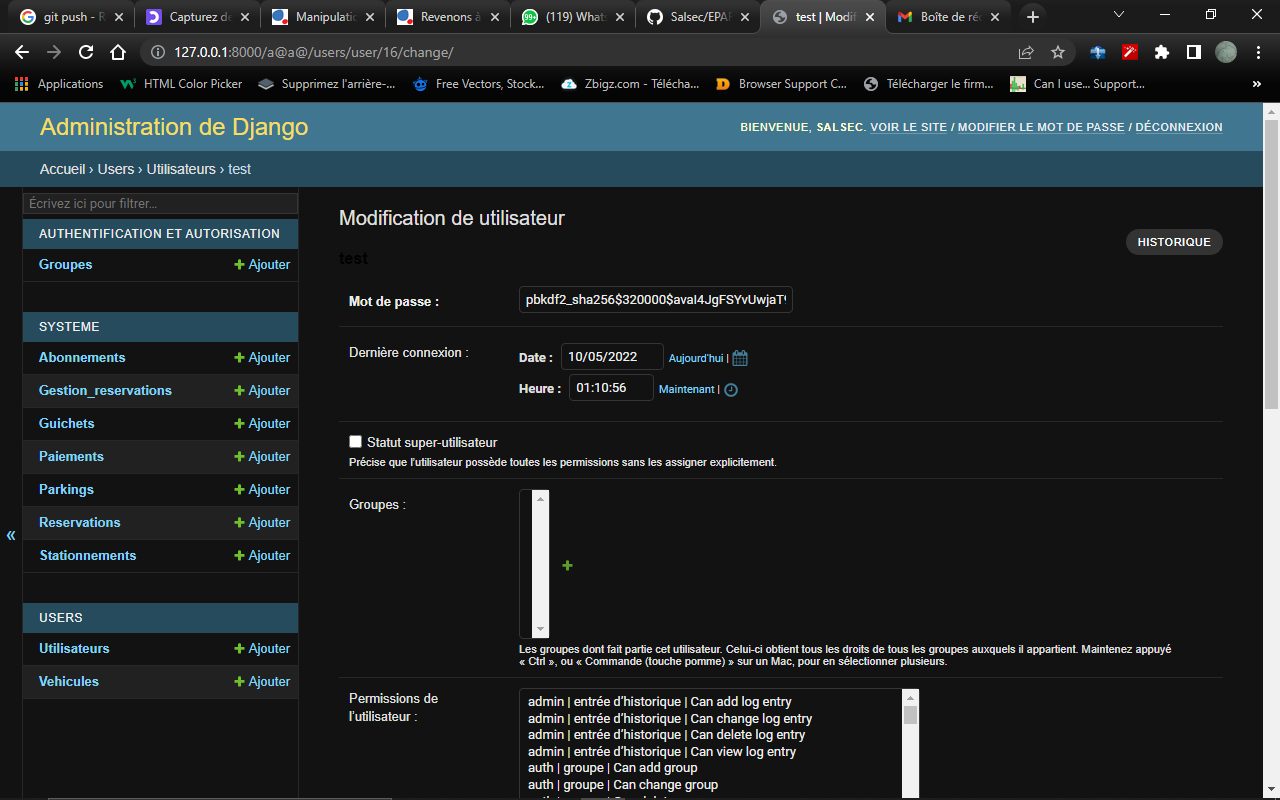 git push - R
Capturez de
Manipulatio
Revenons à
(119) Whats
Salsec/EPAP
test | Modif
Boîte de réc
127.0.0.1:8000/a@a@/users/user/16/change/
Applications
HTML Color Picker
Supprimez l'arrière-...
Free Vectors, Stock...
Zbigz.com - Télécha...
Browser Support C...
Télécharger le firm...
Can I use... Support...
»
Administration de Django
BIENVENUE, SALSEC. VOIR LE SITE / MODIFIER LE MOT DE PASSE / DÉCONNEXION
Accueil › Users › Utilisateurs › test
Écrivez ici pour filtrer...
AUTHENTIFICATION ET AUTORISATION
Groupes + Ajouter
SYSTEME
Abonnements + Ajouter
Gestion_reservations + Ajouter
Guichets + Ajouter
Paiements + Ajouter
Parkings + Ajouter
Reservations + Ajouter
Stationnements + Ajouter
USERS
Utilisateurs + Ajouter
Vehicules + Ajouter
«
Modification de utilisateur
HISTORIQUE
test
Mot de passe : pbkdf2_sha256$320000$avaI4JgFSYvUwjaT
Dernière connexion :
Date : 10/05/2022 Aujourd'hui |
Heure : 01:10:56 Maintenant |
Statut super-utilisateur
Précise que l'utilisateur possède toutes les permissions sans les assigner explicitement.
Groupes :
Les groupes dont fait partie cet utilisateur. Celui-ci obtient tous les droits de tous les groupes auxquels il appartient. Maintenez appuyé
« Ctrl », ou « Commande (touche pomme) » sur un Mac, pour en sélectionner plusieurs.
Permissions de
l'utilisateur :
admin | entrée d'historique | Can add log entry
admin | entrée d'historique | Can change log entry
admin | entrée d'historique | Can delete log entry
admin | entrée d'historique | Can view log entry
auth | groupe | Can add group
auth | groupe | Can change group